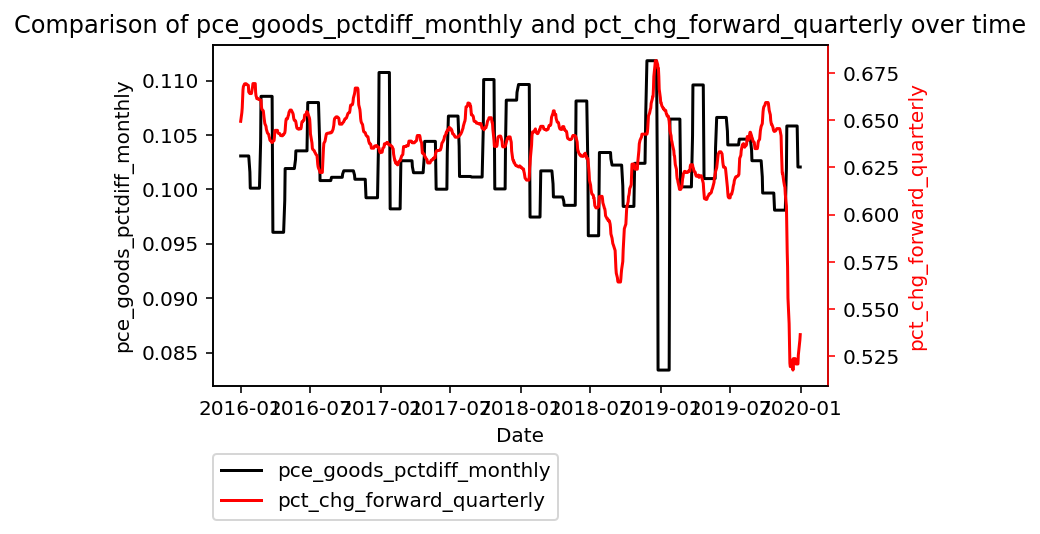 Comparison of pce_goods_pctdiff_monthly and pct_chg_forward_quarterly over time
pce_goods_pctdiff_monthly
0.110
0.105
0.100
0.095
0.090
0.085
0.675
0.650
0.625
0.600
0.575
0.550
0.525
pct_chg_forward_quarterly
2016-01 2016-07 2017-01 2017-07 2018-01 2018-07 2019-01 2019-07 2020-01
Date
pce_goods_pctdiff_monthly
pct_chg_forward_quarterly